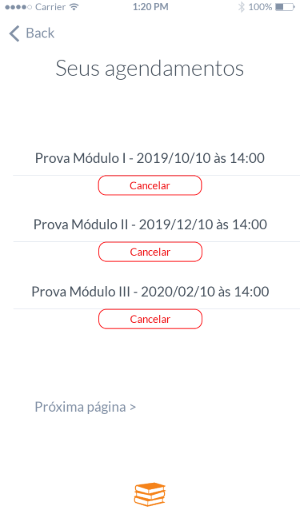 Carrier 1:20 PM 100%
Back
Seus agendamentos
Prova Módulo I - 2019/10/10 às 14:00
Cancelar
Prova Módulo II - 2019/12/10 às 14:00
Cancelar
Prova Módulo III - 2020/02/10 às 14:00
Cancelar
Próxima página >